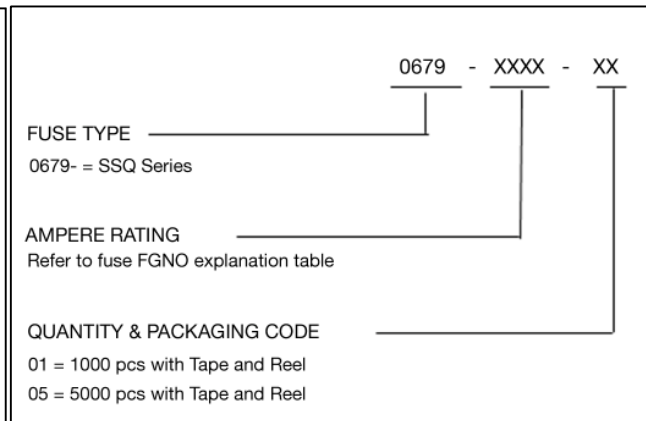 0679 - XXXX - XX
FUSE TYPE
0679- = SSQ Series
AMPERE RATING
Refer to fuse FGNO explanation table
QUANTITY & PACKAGING CODE
01 = 1000 pcs with Tape and Reel
05 = 5000 pcs with Tape and Reel